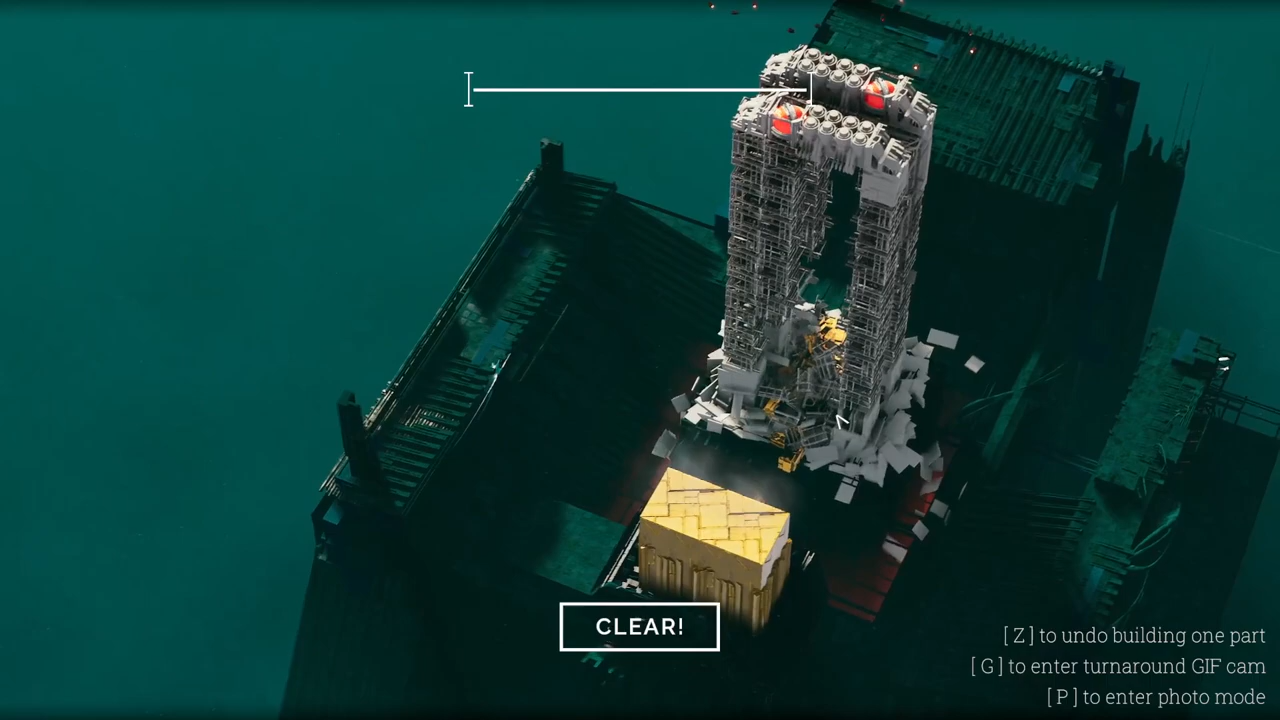 CLEAR!
[ Z ] to undo building one part
[ G ] to enter turnaround GIF cam
[ P ] to enter photo mode